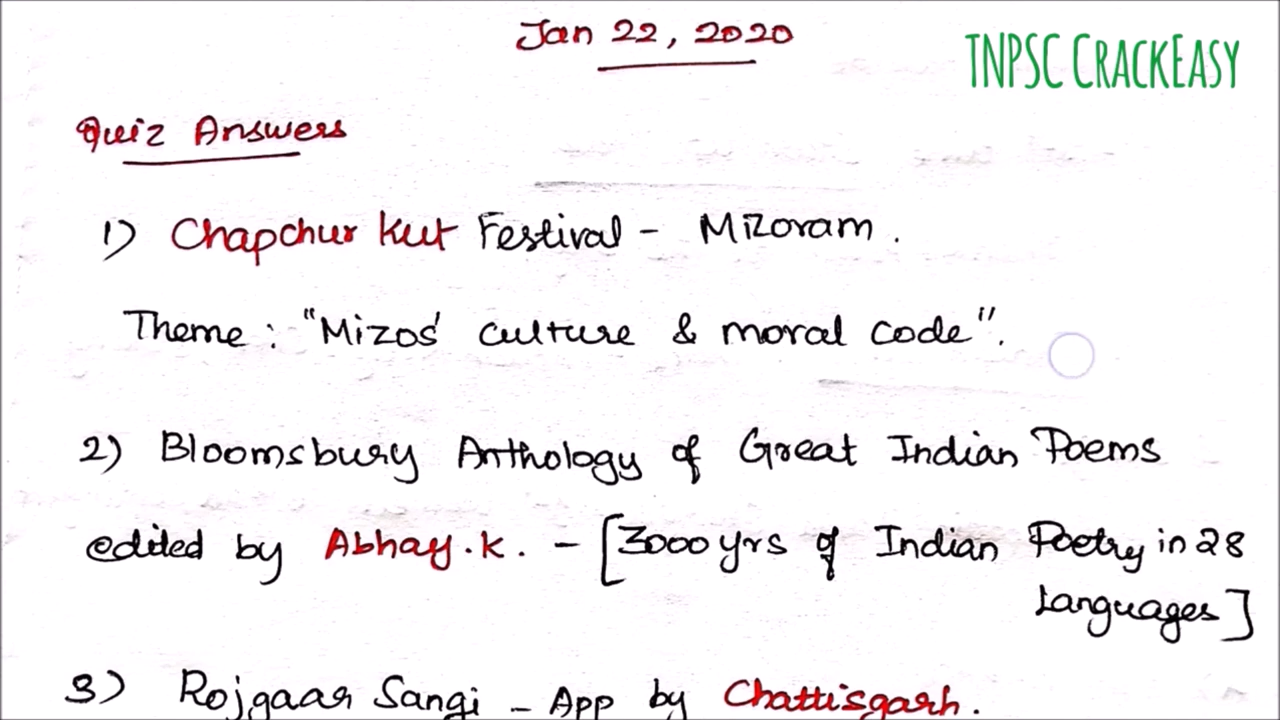 Jan 22, 2020
TNPSC CRACKEASY
Quiz Answers
1) Chapchur Kut Festival - Mizoram.
Theme: "Mizos' culture & moral code".
2) Bloomsbury Anthology of Great Indian Poems
edited by Abhay.K. - [3000 yrs of Indian Poetry in 28
Languages]
3) Rojgaar Sangi - App by Chattisgarh.